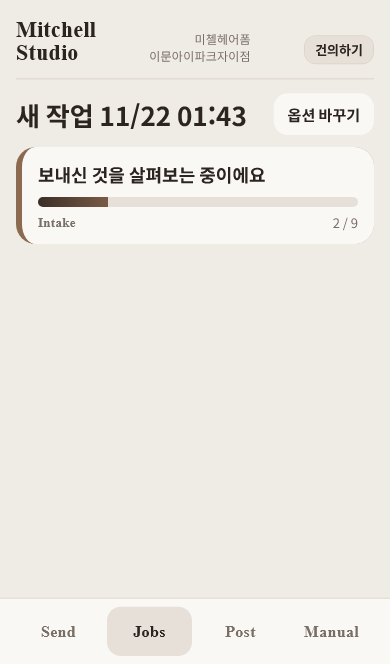 Mitchell
Studio
미젤헤어폼
이문아이파크자이점
건의하기
새 작업 11/22 01:43
옵션 바꾸기
보내신 것을 살펴보는 중이에요
Intake
2 / 9
Send
Jobs
Post
Manual